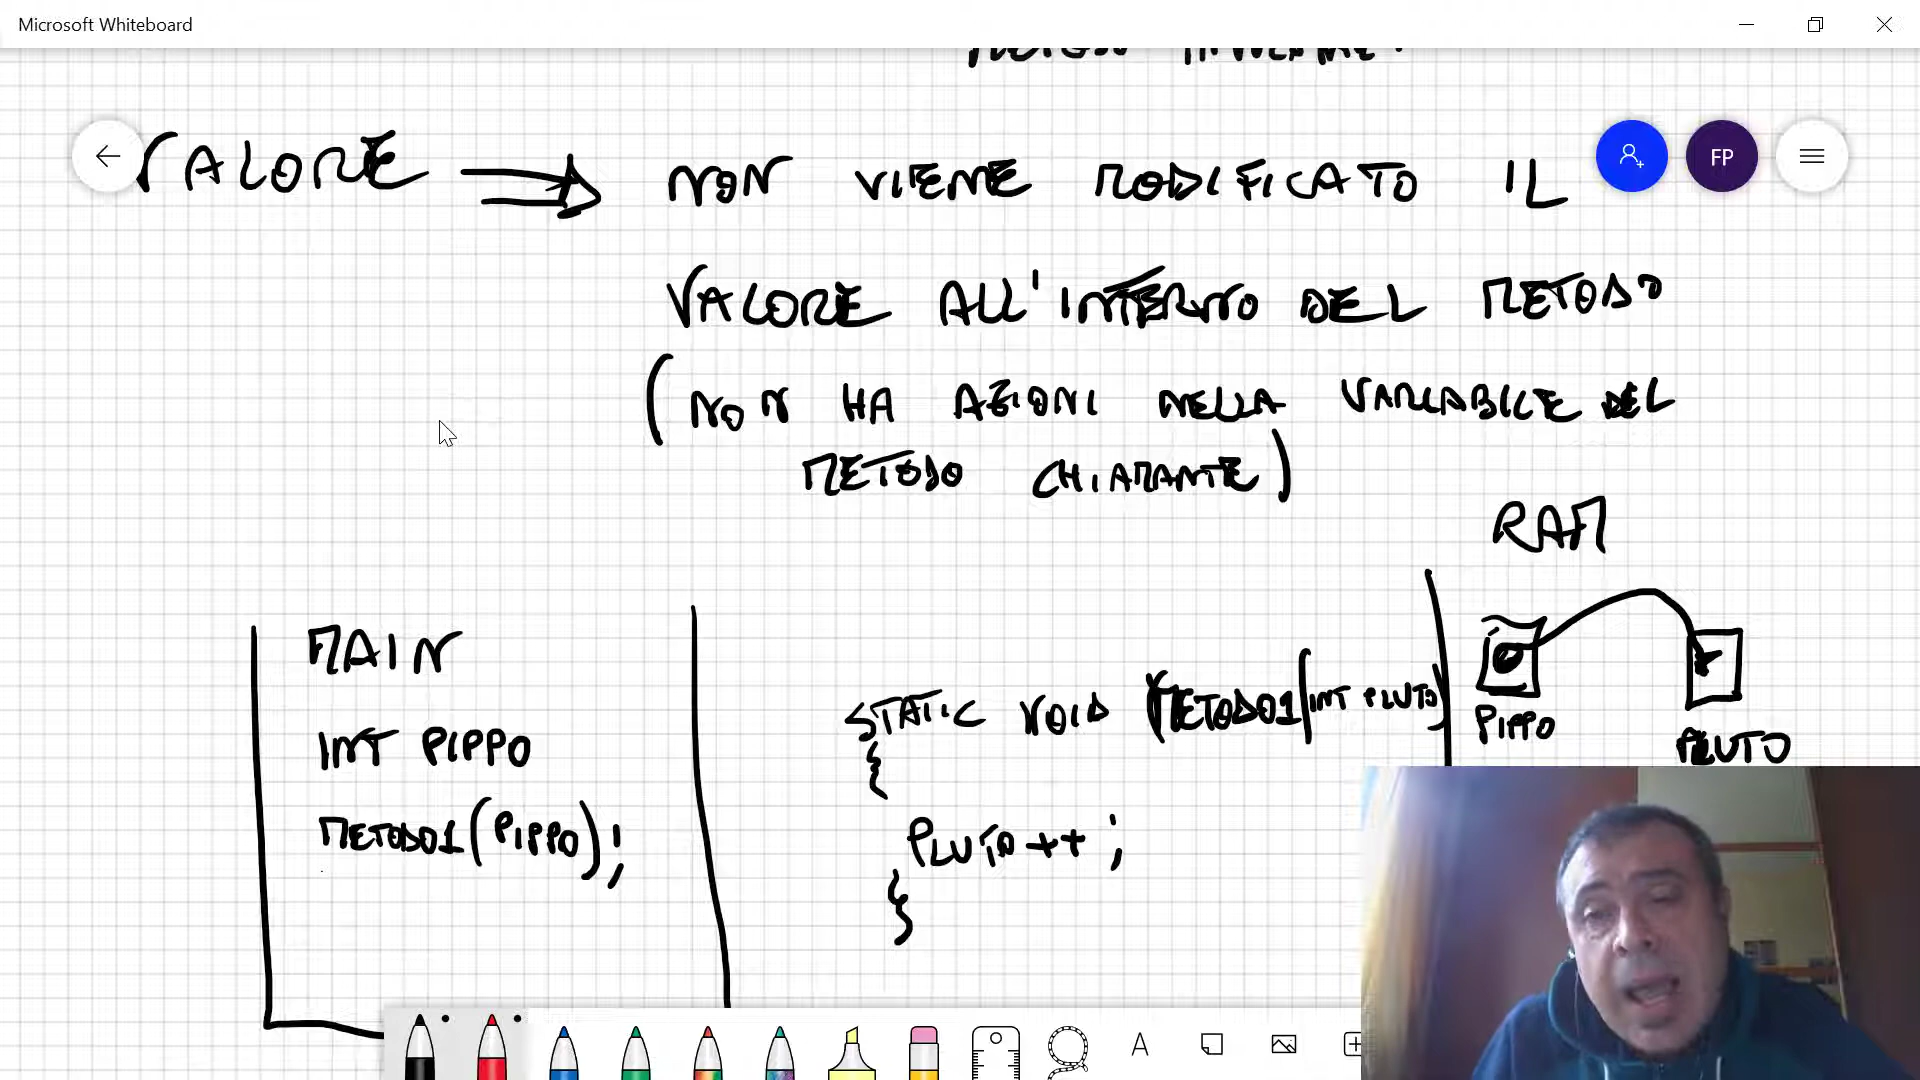 Microsoft Whiteboard
VALORE ⇒ NON VIENE MODIFICATO IL
VALORE ALL'INTERNO DEL METODO
(NON HA AZIONI NELLA VARIABILE DEL
METODO CHIAMANTE)
FP
RAM
MAIN
INT PIPPO
METODO1(PIPPO);
STATIC VOID METODO1(INT PLUTO)
{
PLUTO++;
}
PIPPO
PLUTO
A